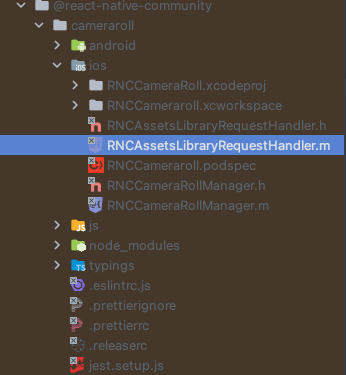 @react-native-community
cameraroll
android
ios
RNCCameraRoll.xcodeproj
RNCCameraroll.xcworkspace
RNCAssetsLibraryRequestHandler.h
RNCAssetsLibraryRequestHandler.m
RNCCameraroll.podspec
RNCCameraRollManager.h
RNCCameraRollManager.m
js
node_modules
typings
.eslintrc.js
.prettierignore
.prettierrc
.releaserc
jest.setup.js